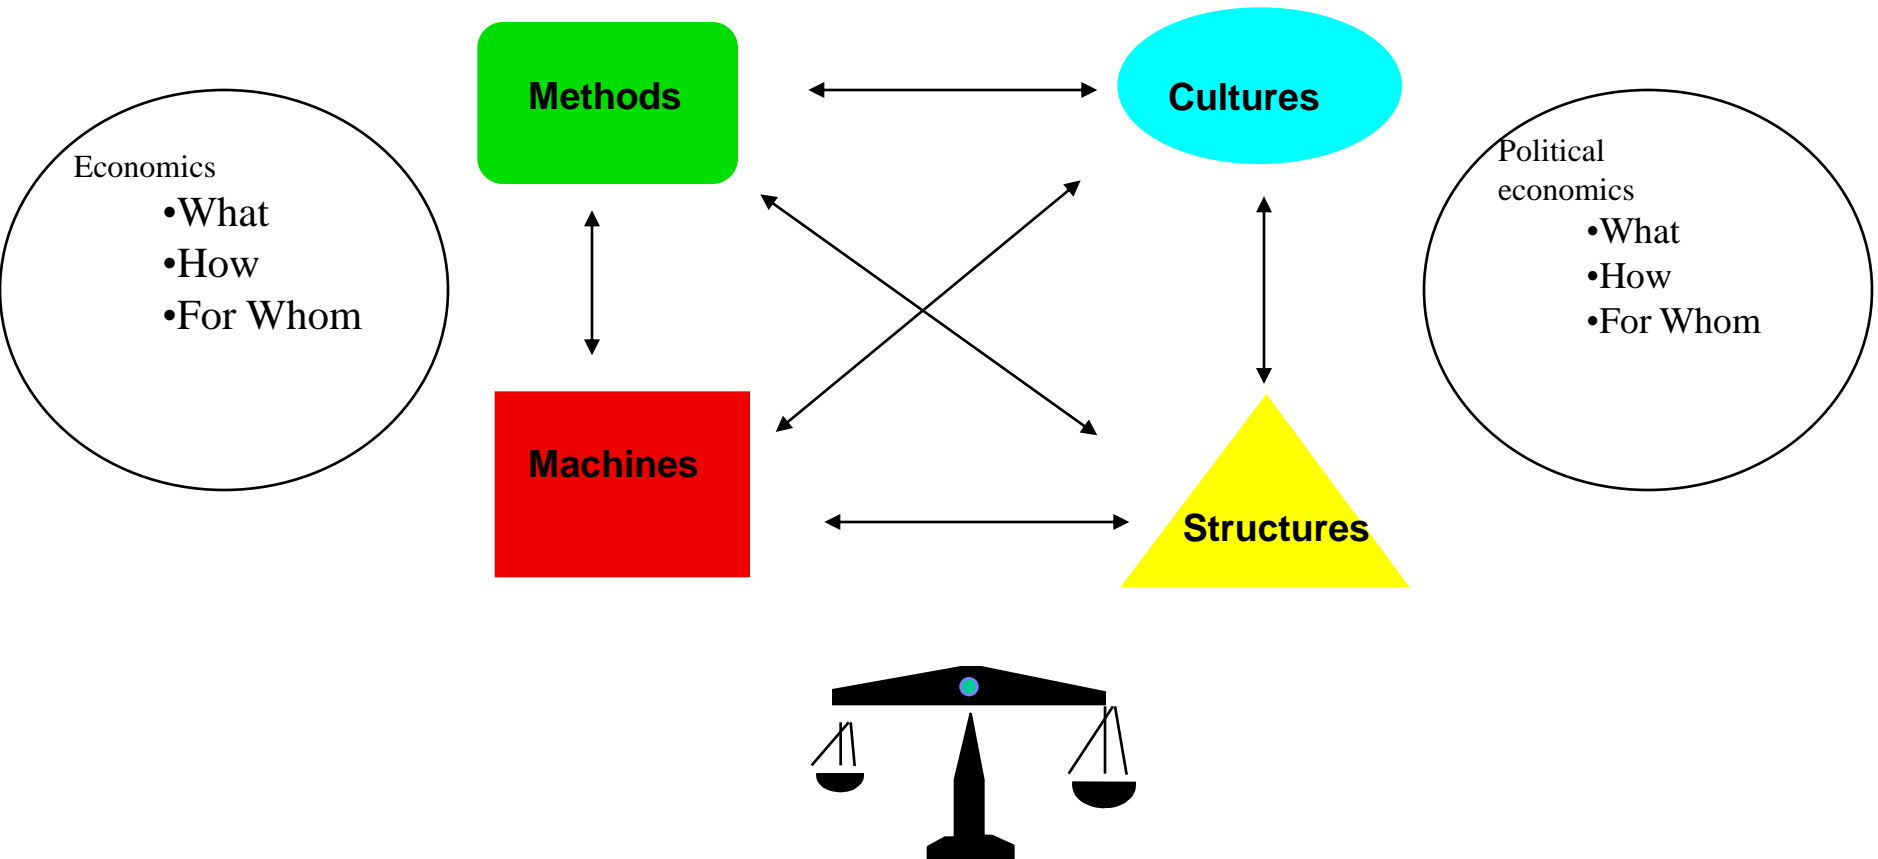 Methods
Cultures
Economics
•What
•How
•For Whom
Political
economics
•What
•How
•For Whom
Machines
Structures